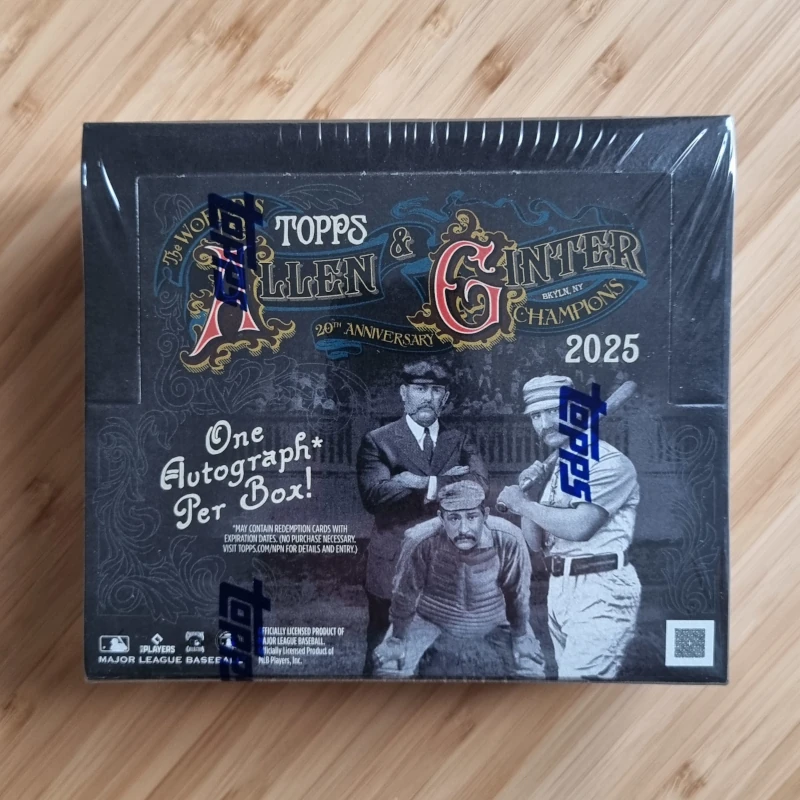 The WORLD'S
TOPPS
ALLEN & GINTER
BKYLN, NY
20TH ANNIVERSARY
CHAMPIONS
2025
One
Autograph*
Per Box!
*MAY CONTAIN REDEMPTION CARDS WITH
EXPIRATION DATES. (NO PURCHASE NECESSARY.
VISIT TOPPS.COM/NPN FOR DETAILS AND ENTRY.)
PLAYERS
MAJOR LEAGUE BASEBALL
OFFICIALLY LICENSED PRODUCT OF
MAJOR LEAGUE BASEBALL.
Officially Licensed Product of
MLB Players, Inc.
topps
topps
topps